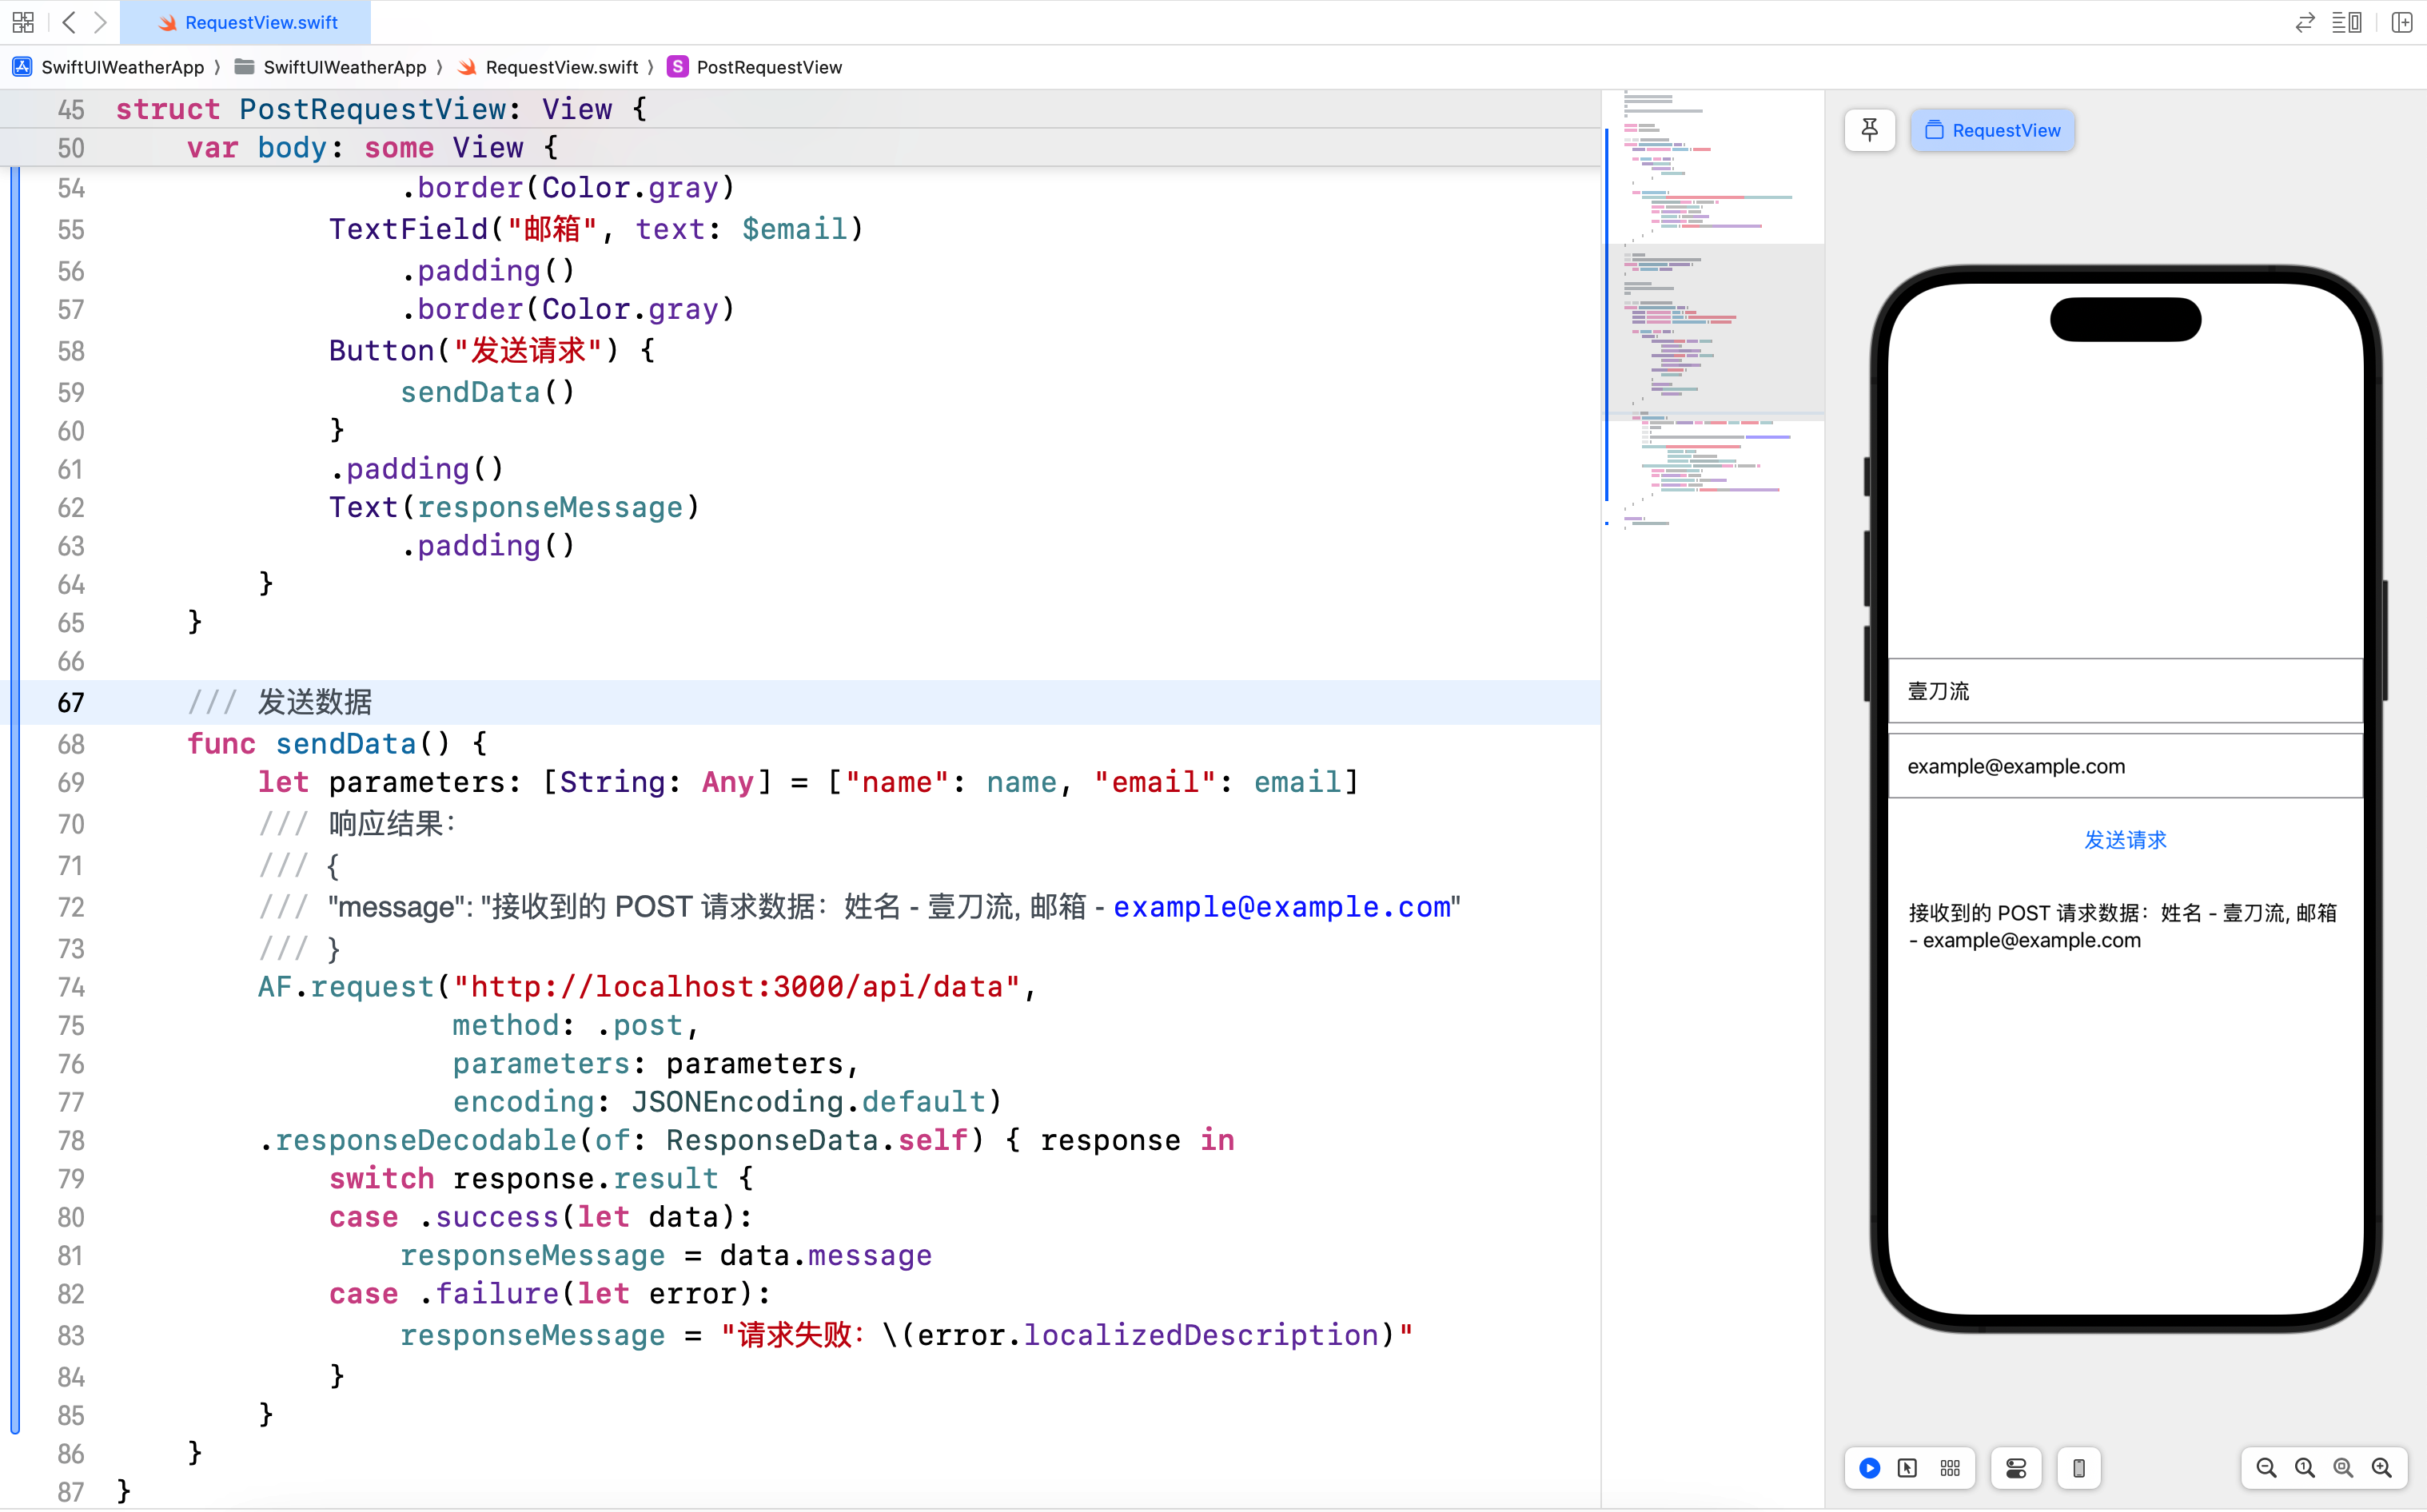 RequestView.swift
SwiftUIWeatherApp 〉 SwiftUIWeatherApp 〉 RequestView.swift 〉 S PostRequestView
45 struct PostRequestView: View {
50 var body: some View {
54 .border(Color.gray)
55 TextField("邮箱", text: $email)
56 .padding()
57 .border(Color.gray)
58 Button("发送请求") {
59 sendData()
60 }
61 .padding()
62 Text(responseMessage)
63 .padding()
64 }
65 }
66
67 /// 发送数据
68 func sendData() {
69 let parameters: [String: Any] = ["name": name, "email": email]
70 /// 响应结果：
71 /// {
72 /// "message": "接收到的 POST 请求数据：姓名 - 壹刀流, 邮箱 - example@example.com"
73 /// }
74 AF.request("http://localhost:3000/api/data",
75 method: .post,
76 parameters: parameters,
77 encoding: JSONEncoding.default)
78 .responseDecodable(of: ResponseData.self) { response in
79 switch response.result {
80 case .success(let data):
81 responseMessage = data.message
82 case .failure(let error):
83 responseMessage = "请求失败：\(error.localizedDescription)"
84 }
85 }
86 }
87 }
RequestView
壹刀流
example@example.com
发送请求
接收到的 POST 请求数据：姓名 - 壹刀流, 邮箱
- example@example.com